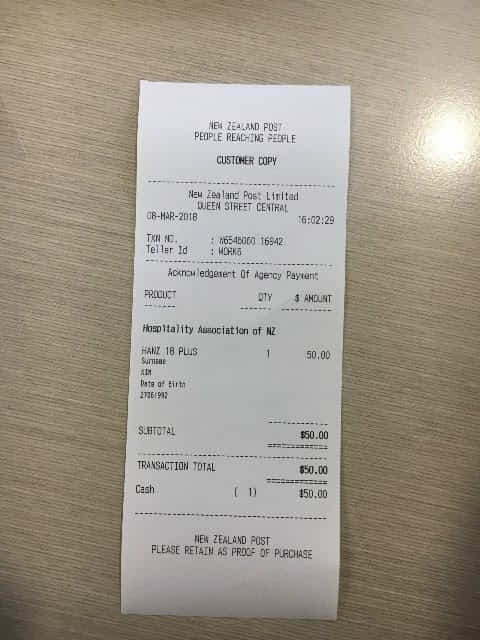 NEW ZEALAND POST
PEOPLE REACHING PEOPLE
CUSTOMER COPY
New Zealand Post Limited
QUEEN STREET CENTRAL
08-MAR-2018 16:02:29
TXN NO. : W6546060 16942
Teller Id : WORK6
Acknowledgement Of Agency Payment
PRODUCT QTY $ AMOUNT
Hospitality Association of NZ
HANZ 18 PLUS 1 50.00
Surname
KIM
Date of Birth
SUBTOTAL $50.00
TRANSACTION TOTAL $50.00
Cash ( 1) $50.00
NEW ZEALAND POST
PLEASE RETAIN AS PROOF OF PURCHASE